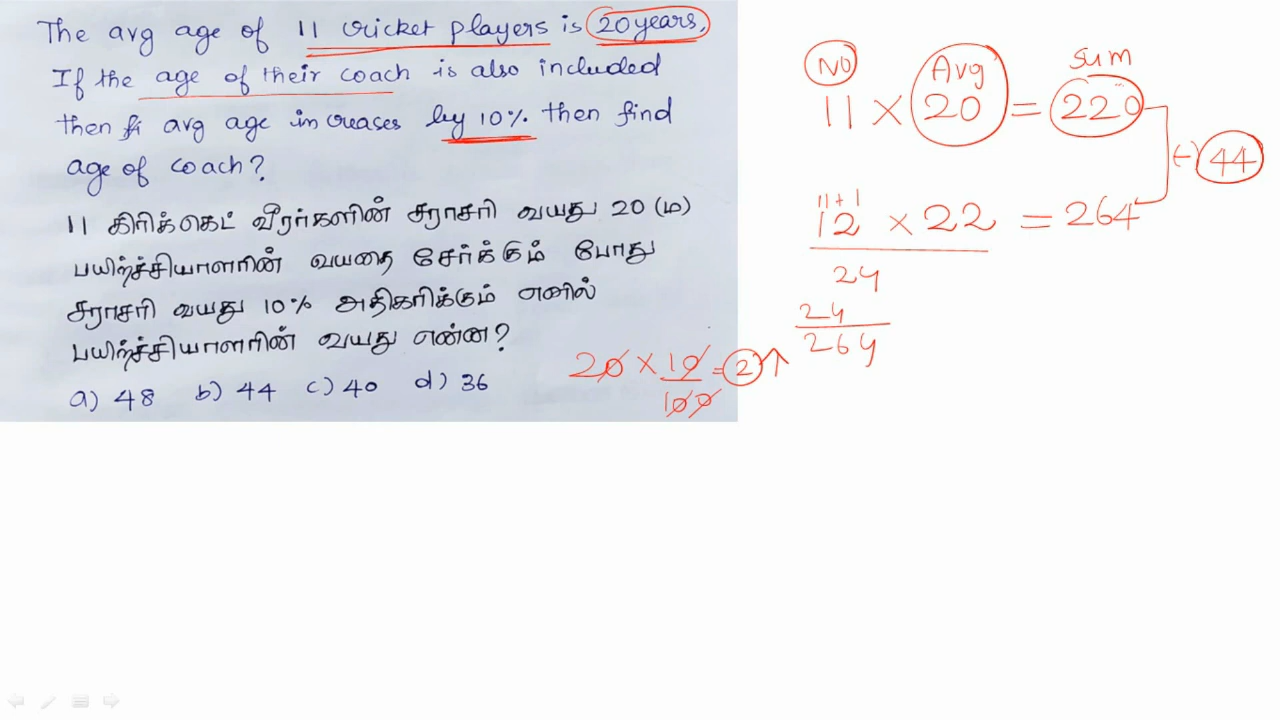 The avg age of 11 cricket players is 20 years.
If the age of their coach is also included
then avg age increases by 10% then find
age of coach?
11 கிரிக்கெட் வீரர்களின் சராசரி வயது 20 (ம)
பயிற்ச்சியாளரின் வயதை சேர்க்கும் போது
சராசரி வயது 10% அதிகரிக்கும் எனில்
பயிற்ச்சியாளரின் வயது என்ன?
a) 48 b) 44 c) 40 d) 36
20 × 10/100 = 2 ↑
NO Avg sum
11 × 20 = 220
(-) 44
11 + 1
12 × 22 = 264
24
24
264